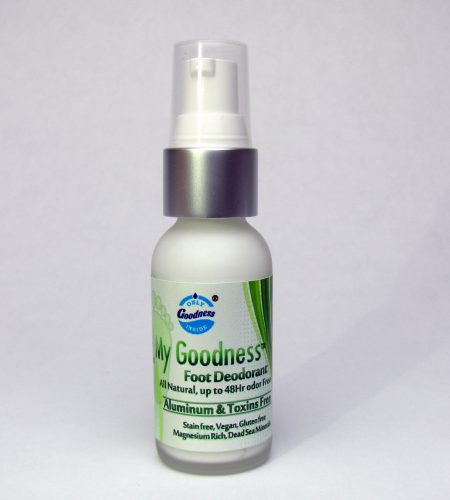 ONLY
Goodness ®
INSIDE
My Goodness™
Foot Deodorant
All Natural, up to 48Hr odor Free
Aluminum & Toxins Free
Stain free, Vegan, Gluten free
Magnesium Rich, Dead Sea Minerals